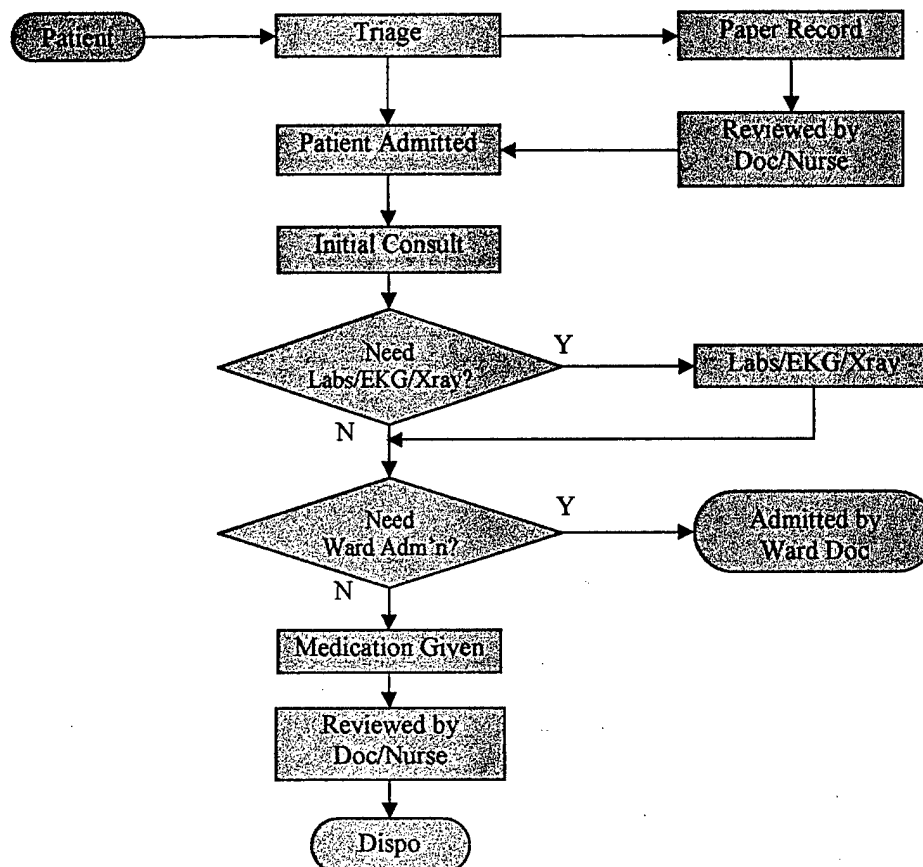 Patient
Triage
Paper Record
Patient Admitted
Reviewed by
Doc/Nurse
Initial Consult
Need
Labs/EKG/Xray?
Y
Labs/EKG/Xray
N
Need
Ward Adm'n?
Y
Admitted by
Ward Doc
N
Medication Given
Reviewed by
Doc/Nurse
Dispo